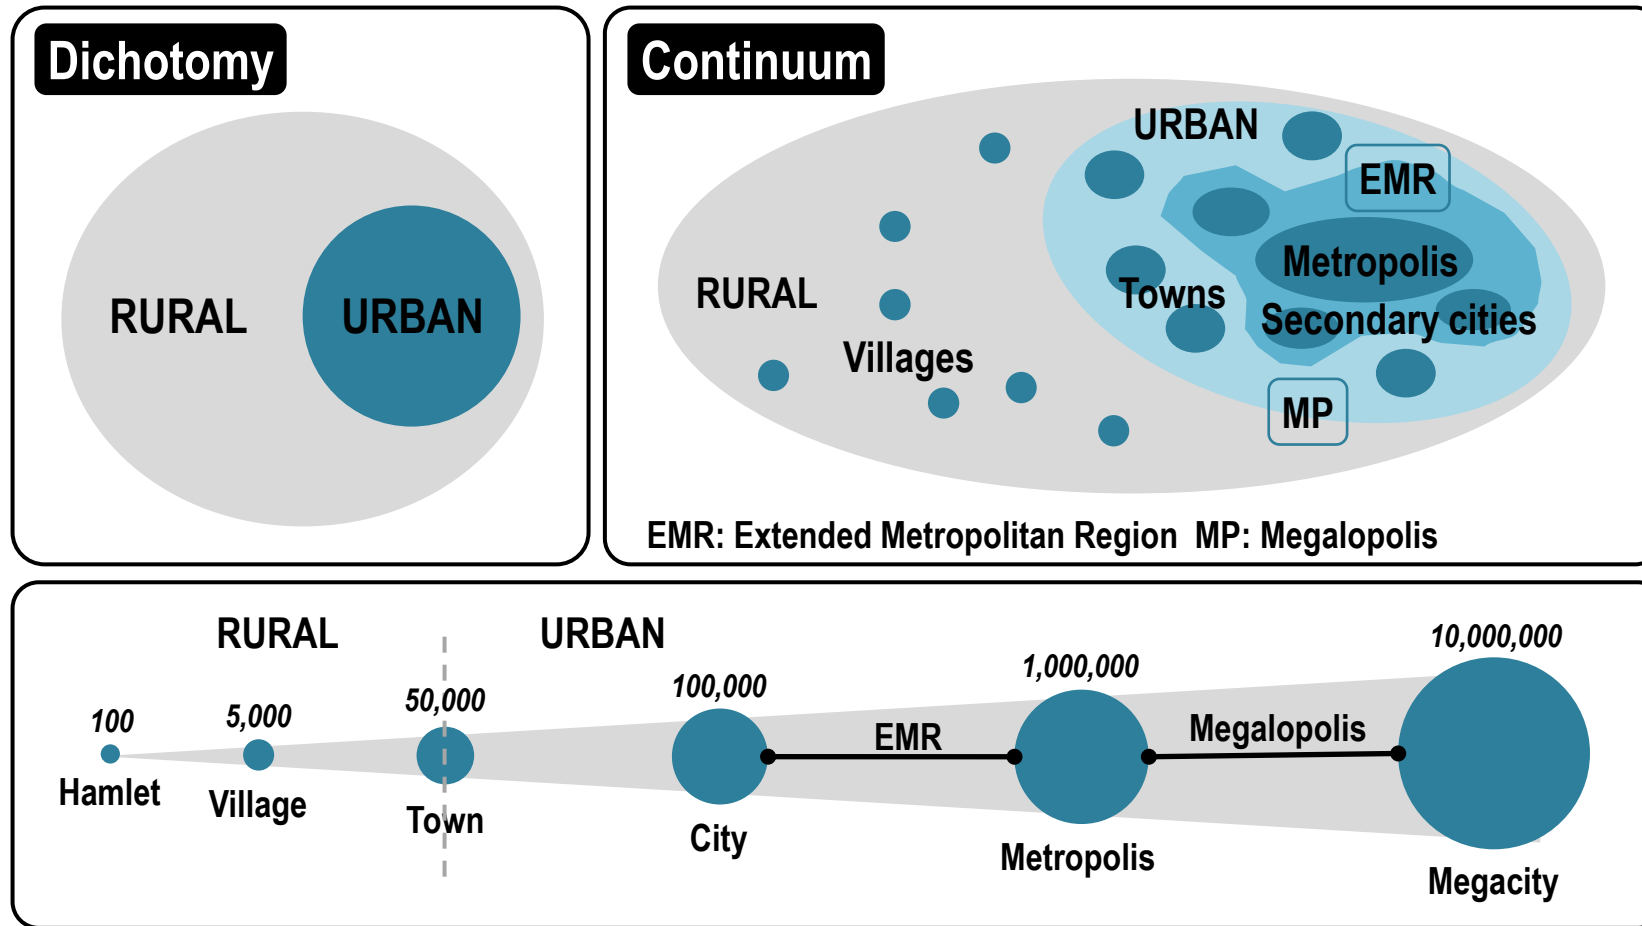 Dichotomy
RURAL
URBAN
Continuum
URBAN
EMR
Metropolis
RURAL
Towns
Secondary cities
Villages
MP
EMR: Extended Metropolitan Region MP: Megalopolis
RURAL
URBAN
100
5,000
50,000
100,000
1,000,000
10,000,000
EMR
Megalopolis
Hamlet
Village
Town
City
Metropolis
Megacity